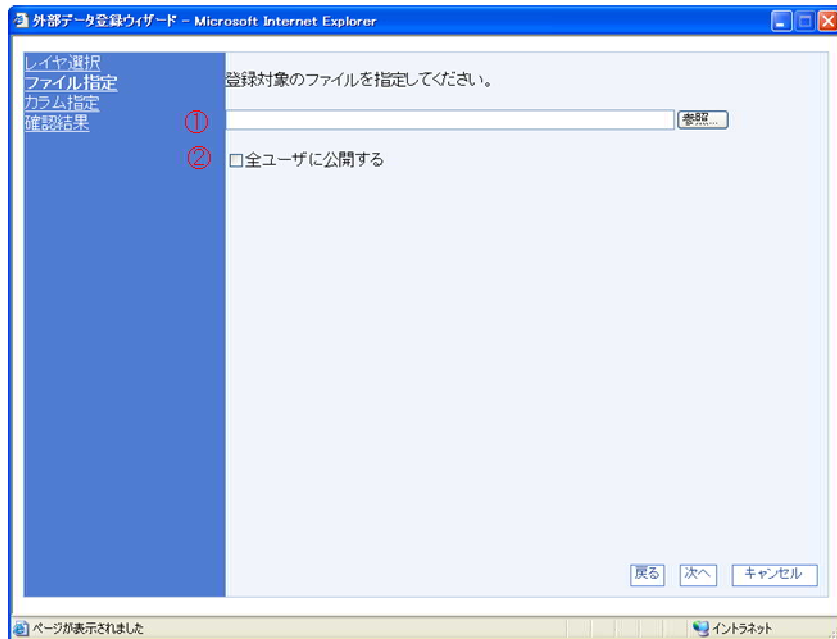 外部データ登録ウィザード - Microsoft Internet Explorer
レイヤ選択
ファイル指定
カラム指定
確認結果
登録対象のファイルを指定してください。
① 参照...
② 全ユーザに公開する
戻る 次へ キャンセル
ページが表示されました イントラネット